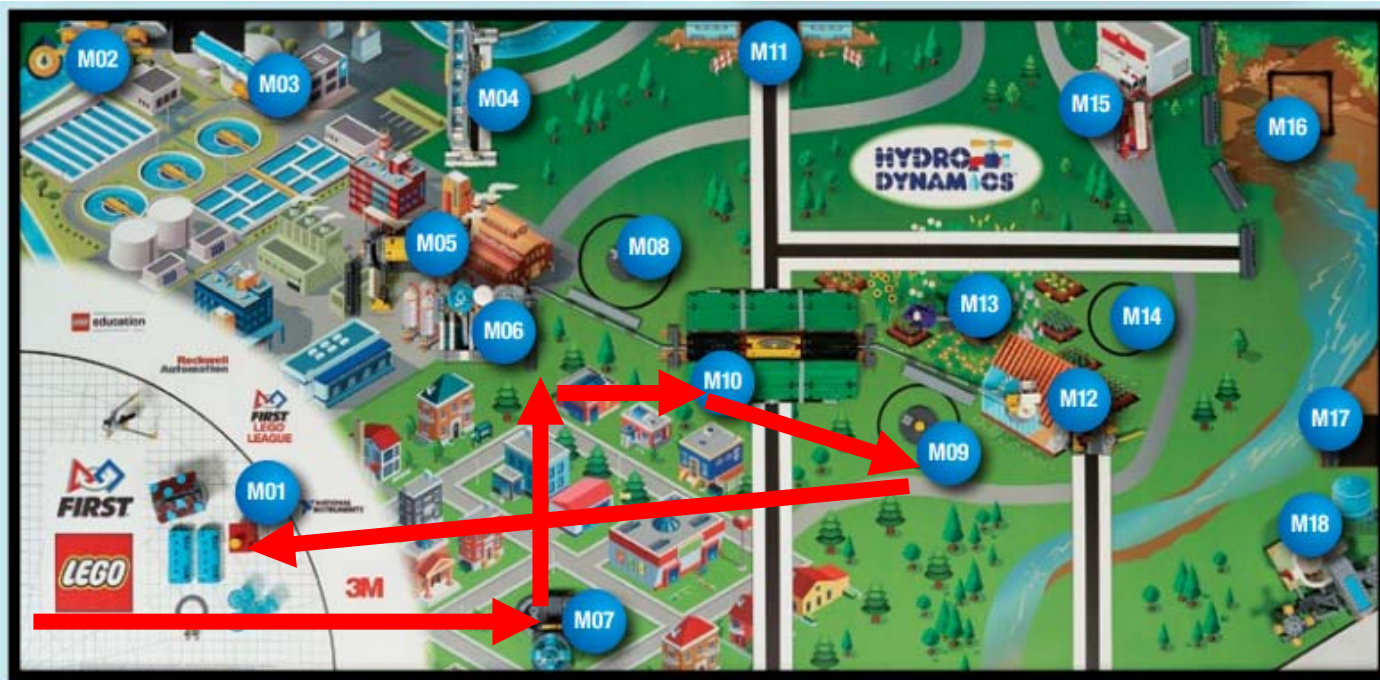 M02
M03
M04
M11
M15
M16
HYDRO
DYNAMICS
M05
M08
M06
M13
M14
education
Rockwell
Automation
M10
M12
FIRST
LEGO
LEAGUE
M09
M17
M01
FIRST
NATIONAL
INSTRUMENTS
LEGO
3M
M07
M18